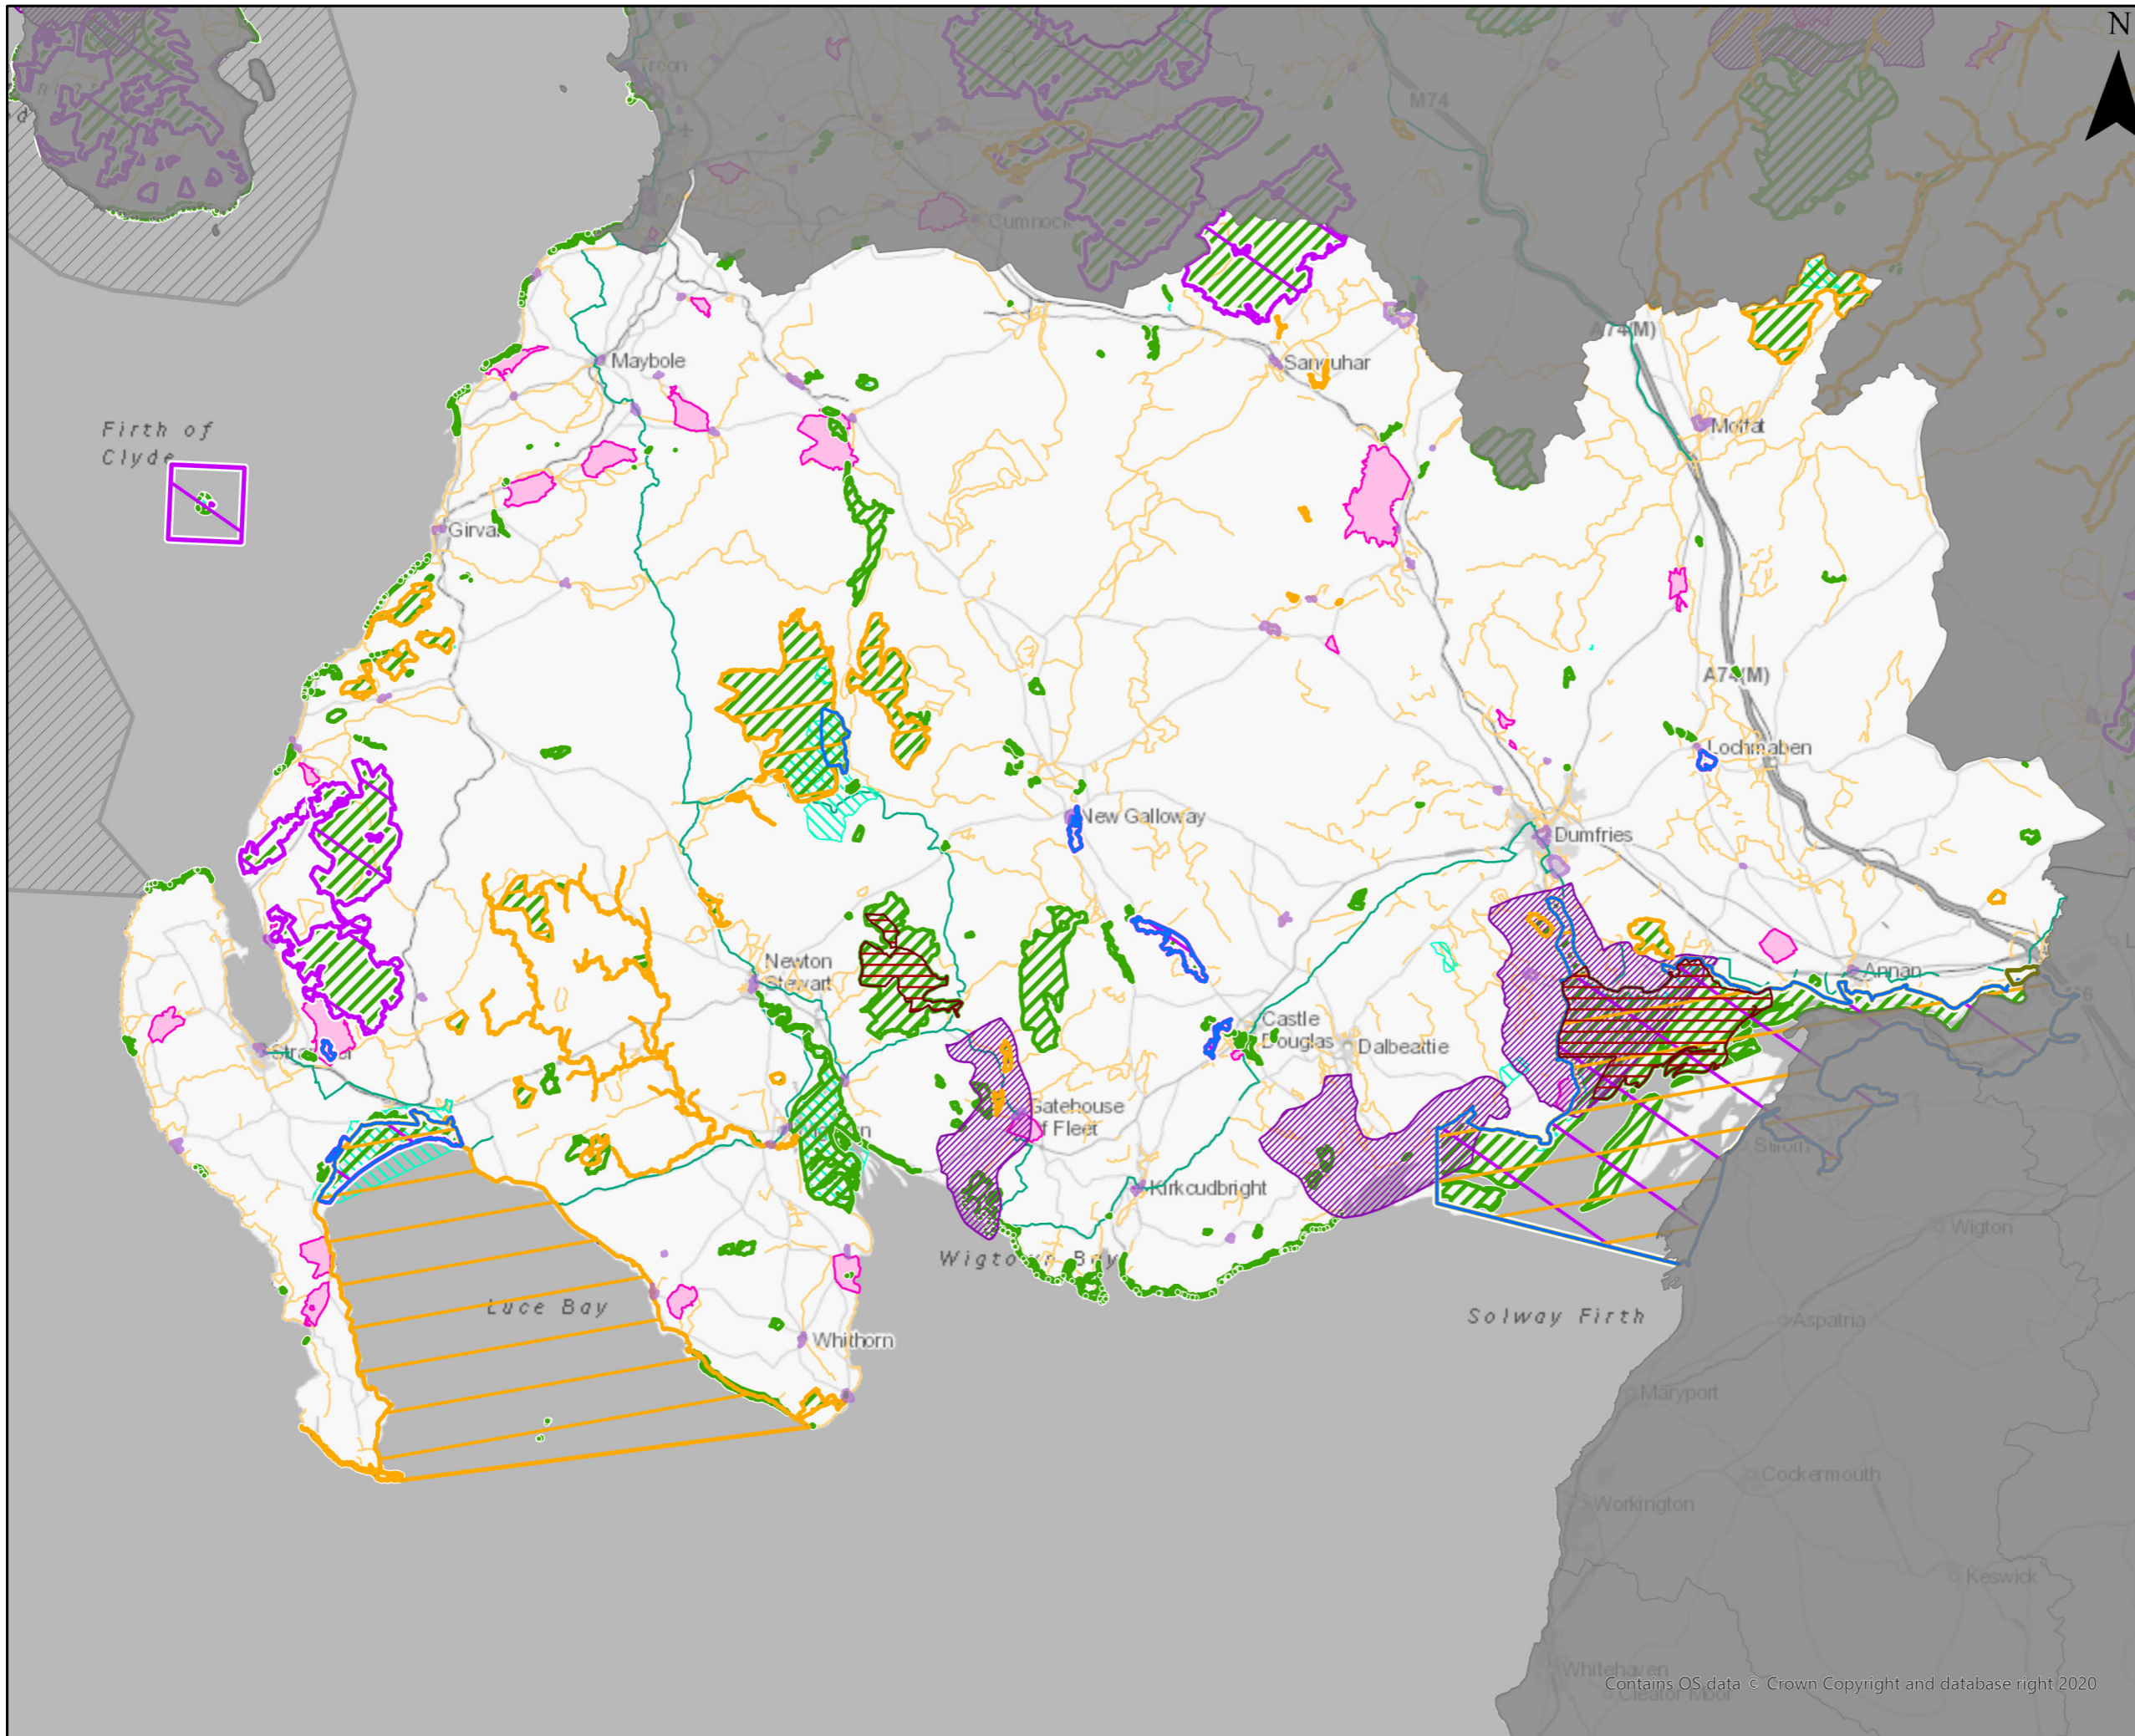 N
Troon
M74
Cumnock
A74(M)
Sanquhar
Maybole
Moffat
Firth of
Clyde
Girvan
A74(M)
Lochmaben
New Galloway
Dumfries
Newton
Stewart
Annan
Castle
Douglas
Dalbeattie
Stranraer
Gatehouse
of Fleet
Silloth
Kirkcudbright
Wigton
Wigtown Bay
Luce Bay
Solway Firth
Aspatria
Whithorn
Maryport
Cockermouth
Workington
Keswick
Whitehaven
Contains OS data © Crown Copyright and database right 2020
Cleator Moor